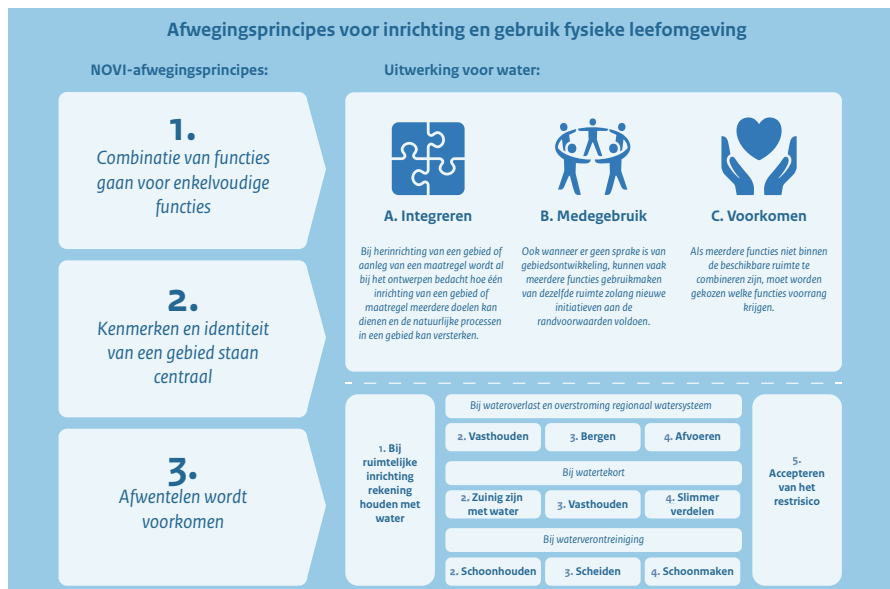 Afwegingsprincipes voor inrichting en gebruik fysieke leefomgeving
NOVI-afwegingsprincipes:
1.
Combinatie van functies
gaan voor enkelvoudige
functies
2.
Kenmerken en identiteit
van een gebied staan
centraal
3.
Afwentelen wordt
voorkomen
Uitwerking voor water:
A. Integreren
Bij herinrichting van een gebied of
aanleg van een maatregel wordt al
bij het ontwerpen bedacht hoe één
inrichting van een gebied of
maatregel meerdere doelen kan
dienen en de natuurlijke processen
in een gebied kan versterken.
B. Medegebruik
Ook wanneer er geen sprake is van
gebiedsontwikkeling, kunnen vaak
meerdere functies gebruikmaken
van dezelfde ruimte zolang nieuwe
initiatieven aan de
randvoorwaarden voldoen.
C. Voorkomen
Als meerdere functies niet binnen
de beschikbare ruimte te
combineren zijn, moet worden
gekozen welke functies voorrang
krijgen.
1. Bij
ruimtelijke
inrichting
rekening
houden met
water
Bij wateroverlast en overstroming regionaal watersysteem
2. Vasthouden
3. Bergen
4. Afvoeren
Bij watertekort
2. Zuinig zijn
met water
3. Vasthouden
4. Slimmer
verdelen
Bij waterverontreiniging
2. Schoonhouden
3. Scheiden
4. Schoonmaken
5.
Accepteren
van het
restrisico